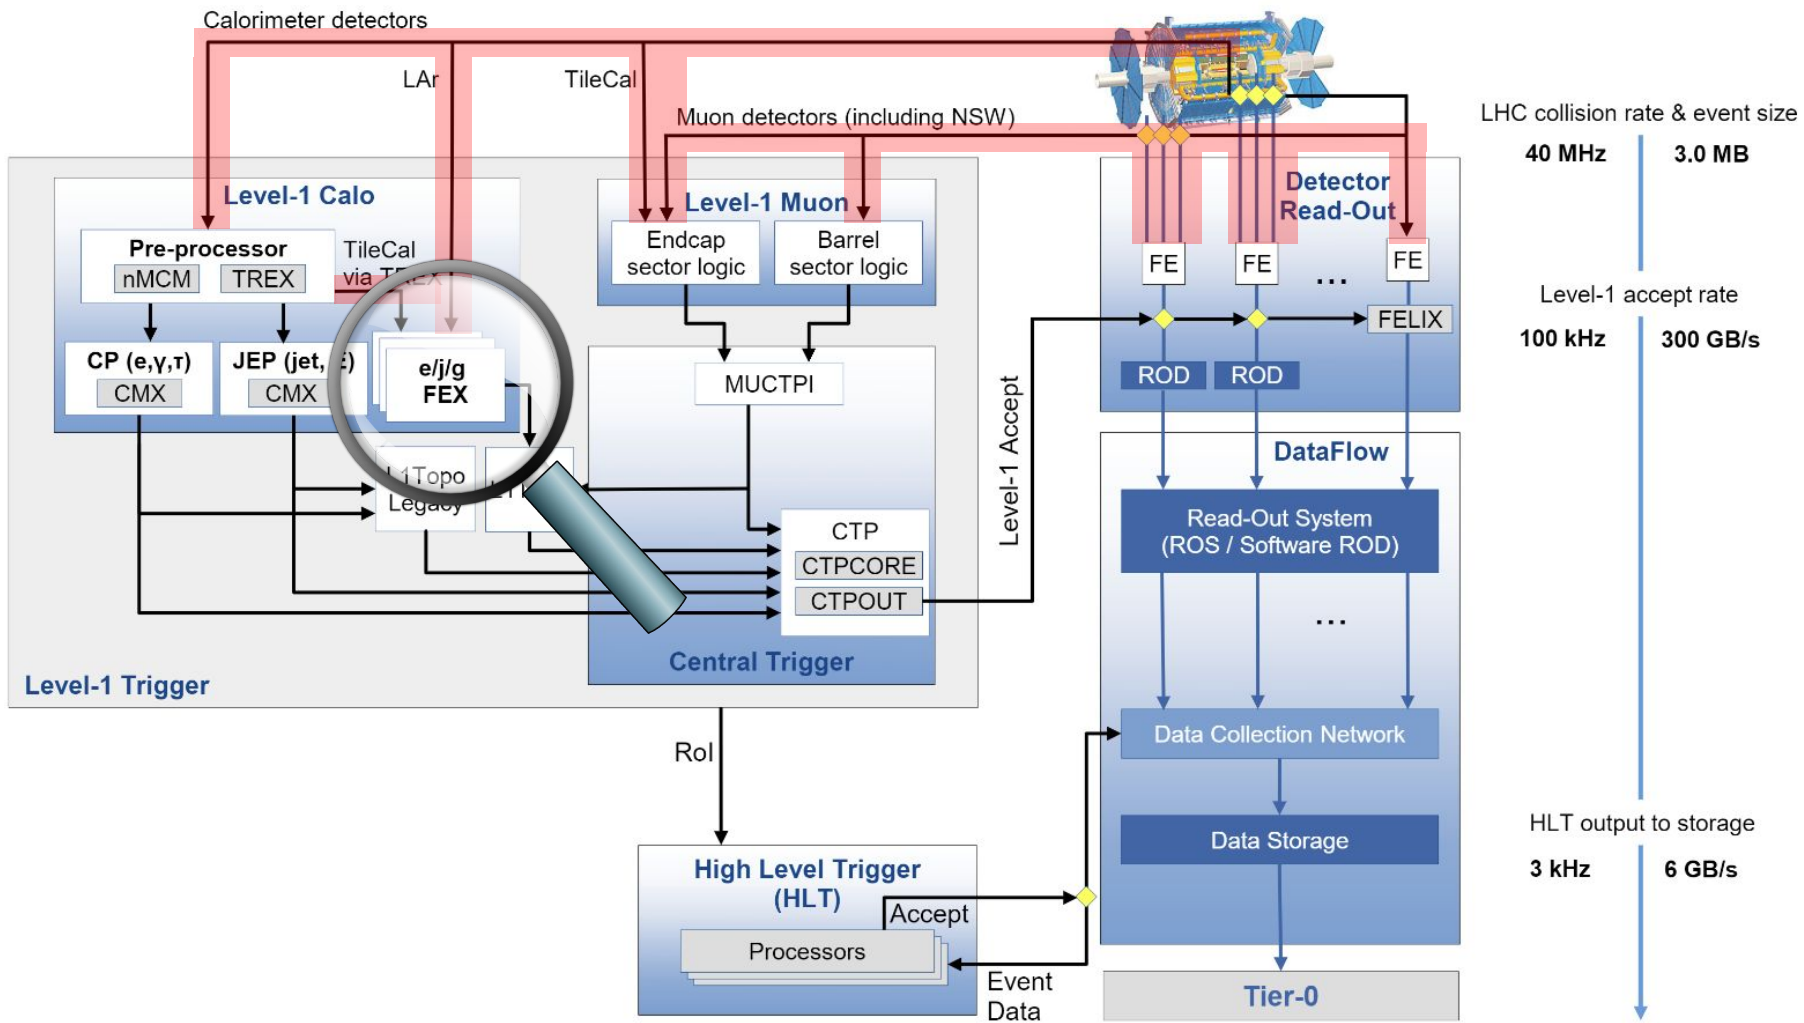 Calorimeter detectors
LAr
TileCal
Muon detectors (including NSW)
LHC collision rate & event size
40 MHz
3.0 MB
Level-1 Calo
Level-1 Muon
Detector
Read-Out
Pre-processor
nMCM
TREX
TileCal
via TREX
Endcap
sector logic
Barrel
sector logic
FE
FE
...
FE
Level-1 accept rate
100 kHz
300 GB/s
FELIX
CP (e,γ,τ)
CMX
JEP (jet, E)
CMX
e/j/g
FEX
MUCTPI
ROD
ROD
Level-1 Accept
DataFlow
L1Topo
Legacy
CTP
CTPCORE
CTPOUT
Read-Out System
(ROS / Software ROD)
...
Central Trigger
Level-1 Trigger
RoI
Data Collection Network
Data Storage
HLT output to storage
3 kHz
6 GB/s
High Level Trigger
(HLT)
Accept
Processors
Event
Data
Tier-0